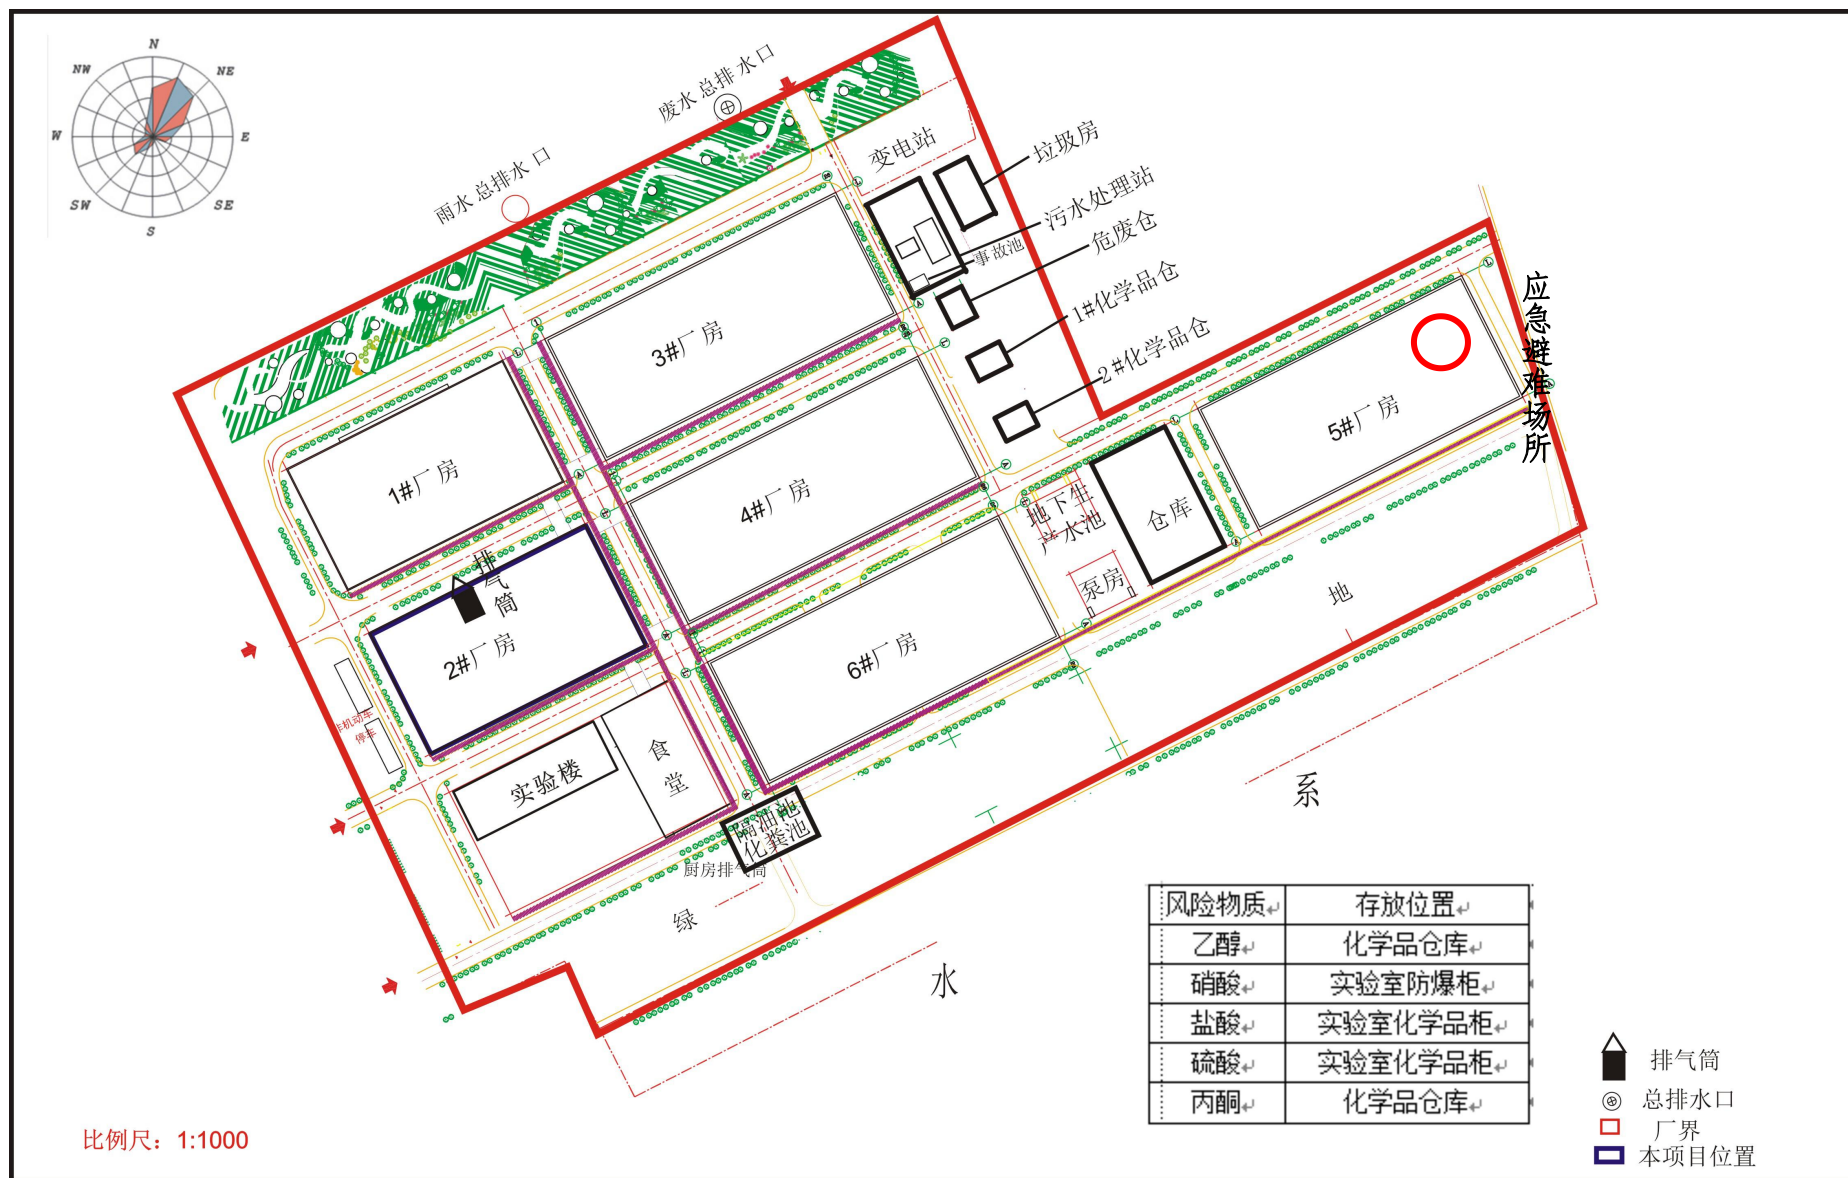 N
NW
NE
W
E
SW
SE
S
废水总排水口
雨水总排水口
变电站
垃圾房
污水处理站
事故池
危废仓
1#化学品仓
2#化学品仓
应急避难场所
3#厂房
1#厂房
4#厂房
5#厂房
排气筒
2#厂房
6#厂房
地下生
产水池
仓库
泵房
地
非机动车
停车
实验楼
食堂
隔油池
化粪池
厨房排气筒
绿
系
水
风险物质 存放位置
乙醇 化学品仓库
硝酸 实验室防爆柜
盐酸 实验室化学品柜
硫酸 实验室化学品柜
丙酮 化学品仓库
排气筒
总排水口
厂界
本项目位置
比例尺：1:1000